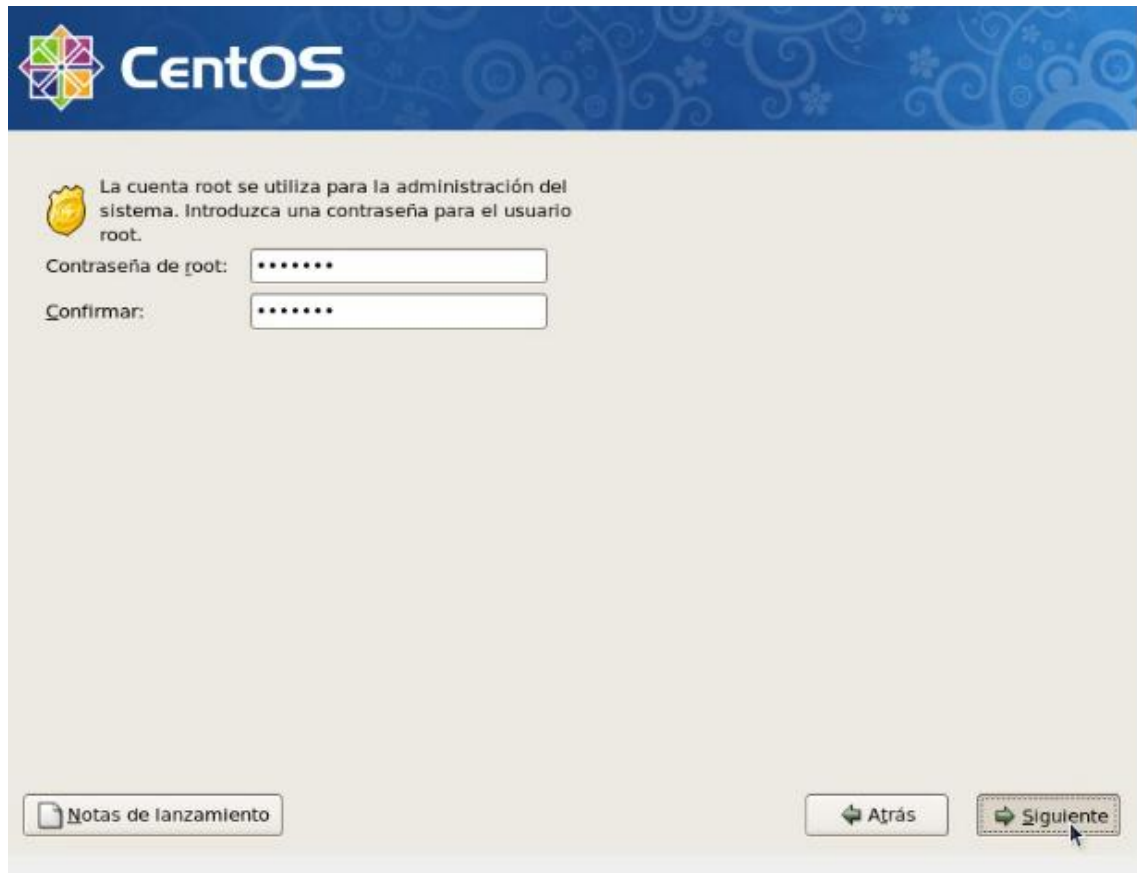 CentOS
La cuenta root se utiliza para la administración del
sistema. Introduzca una contraseña para el usuario
root.
Contraseña de root: •••••••
Confirmar: •••••••
Notas de lanzamiento
Atrás
Siguiente